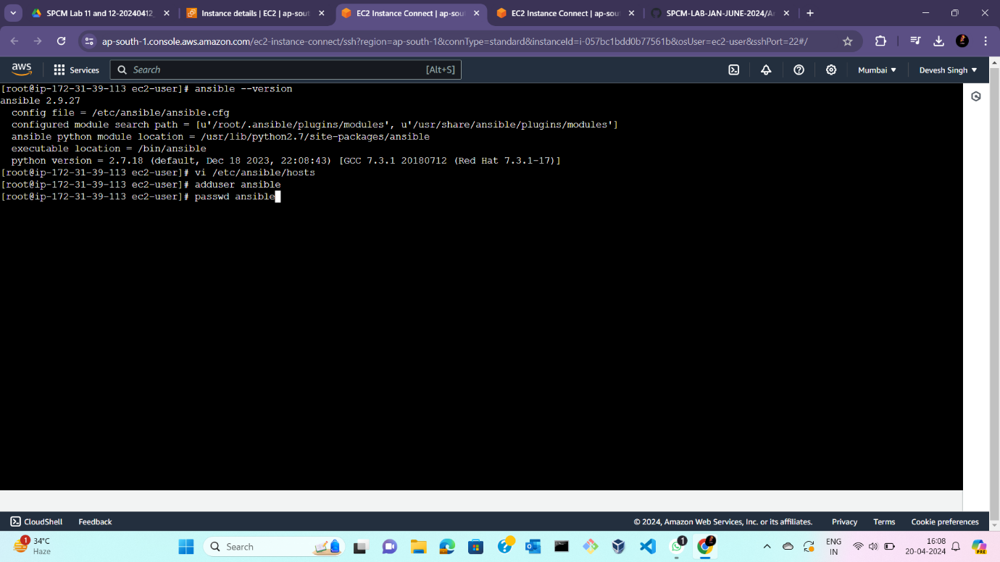 SPCM Lab 11 and 12-20240412_
Instance details | EC2 | ap-sout
EC2 Instance Connect | ap-sou
EC2 Instance Connect | ap-sou
SPCM-LAB-JAN-JUNE-2024/A
ap-south-1.console.aws.amazon.com/ec2-instance-connect/ssh?region=ap-south-1&connType=standard&instanceId=i-057bc1bdd0b77561b&osUser=ec2-user&sshPort=22#/
aws
Services
Search
[Alt+S]
Mumbai
Devesh Singh
[root@ip-172-31-39-113 ec2-user]# ansible --version
ansible 2.9.27
config file = /etc/ansible/ansible.cfg
configured module search path = [u'/root/.ansible/plugins/modules', u'/usr/share/ansible/plugins/modules']
ansible python module location = /usr/lib/python2.7/site-packages/ansible
executable location = /bin/ansible
python version = 2.7.18 (default, Dec 18 2023, 22:08:43) [GCC 7.3.1 20180712 (Red Hat 7.3.1-17)]
[root@ip-172-31-39-113 ec2-user]# vi /etc/ansible/hosts
[root@ip-172-31-39-113 ec2-user]# adduser ansible
[root@ip-172-31-39-113 ec2-user]# passwd ansible
CloudShell
Feedback
© 2024, Amazon Web Services, Inc. or its affiliates.
Privacy
Terms
Cookie preferences
1
34°C
Haze
Search
1
ENG
IN
16:08
20-04-2024
PRE